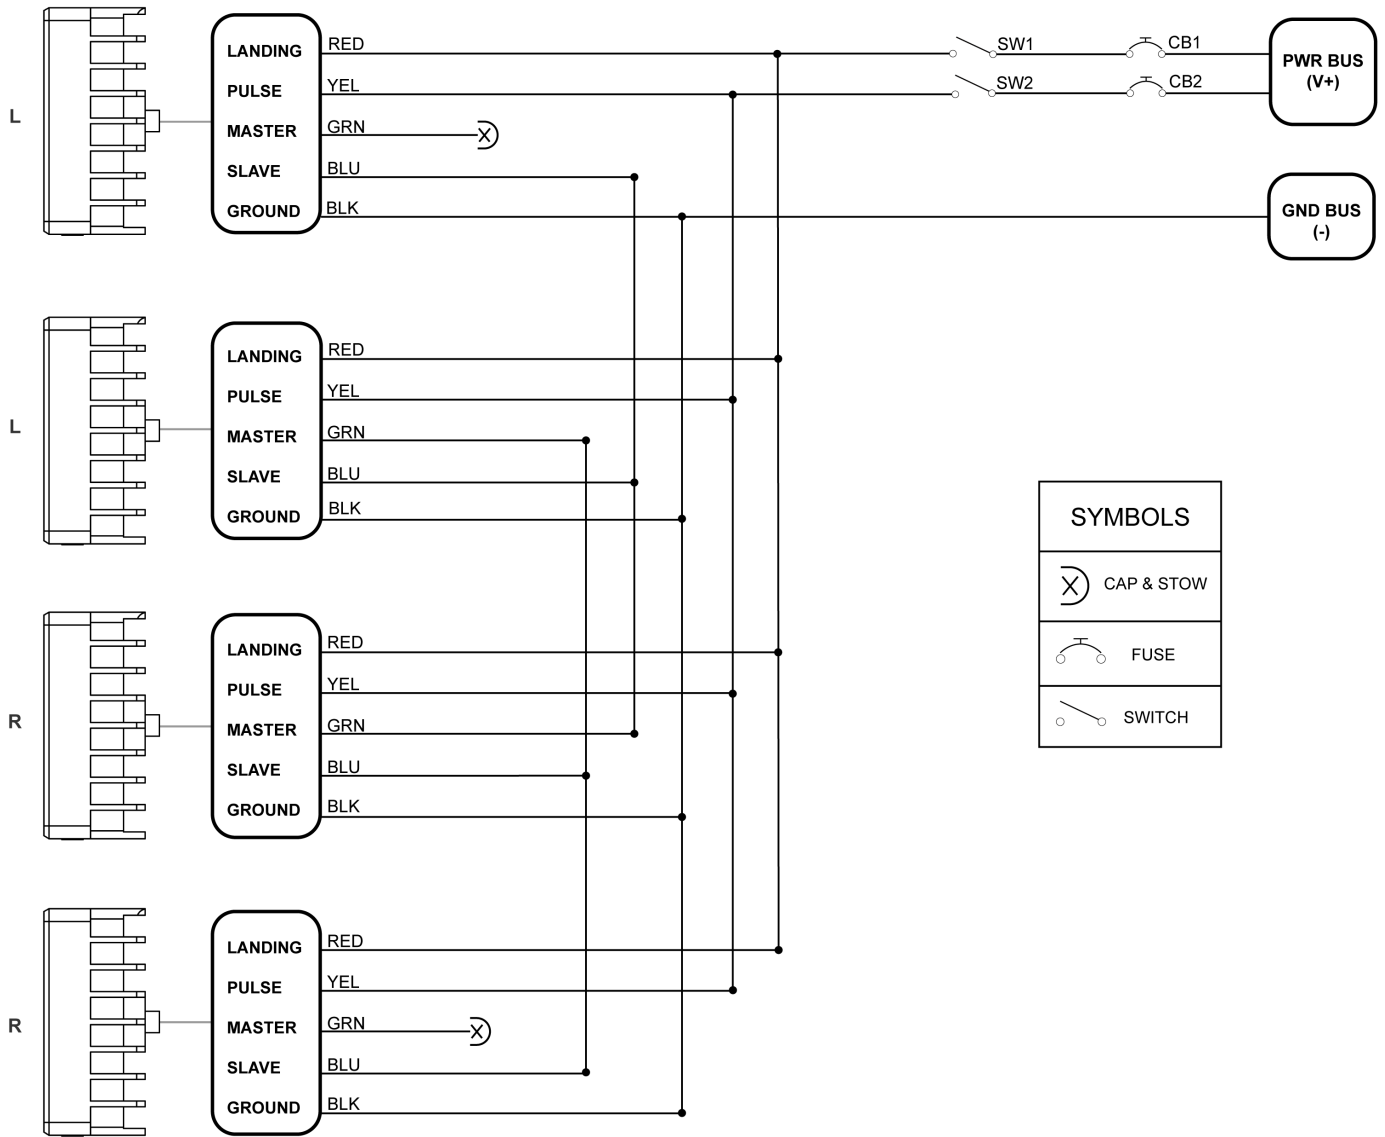 L
LANDING RED
PULSE YEL
MASTER GRN
SLAVE BLU
GROUND BLK
SW1 CB1
SW2 CB2
PWR BUS
(V+)
GND BUS
(-)
L
LANDING RED
PULSE YEL
MASTER GRN
SLAVE BLU
GROUND BLK
R
LANDING RED
PULSE YEL
MASTER GRN
SLAVE BLU
GROUND BLK
R
LANDING RED
PULSE YEL
MASTER GRN
SLAVE BLU
GROUND BLK
SYMBOLS
CAP & STOW
FUSE
SWITCH